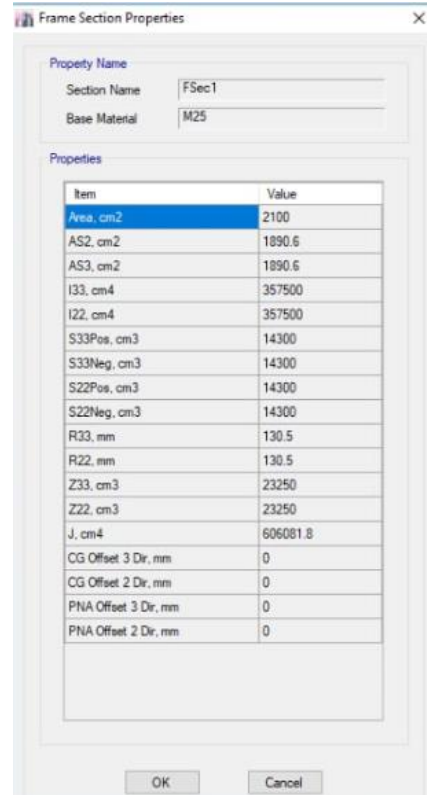 Frame Section Properties
Property Name
Section Name FSec1
Base Material M25
Properties
Item Value
Area, cm2 2100
AS2, cm2 1890.6
AS3, cm2 1890.6
I33, cm4 357500
I22, cm4 357500
S33Pos, cm3 14300
S33Neg, cm3 14300
S22Pos, cm3 14300
S22Neg, cm3 14300
R33, mm 130.5
R22, mm 130.5
Z33, cm3 23250
Z22, cm3 23250
J, cm4 606081.8
CG Offset 3 Dir, mm 0
CG Offset 2 Dir, mm 0
PNA Offset 3 Dir, mm 0
PNA Offset 2 Dir, mm 0
OK Cancel